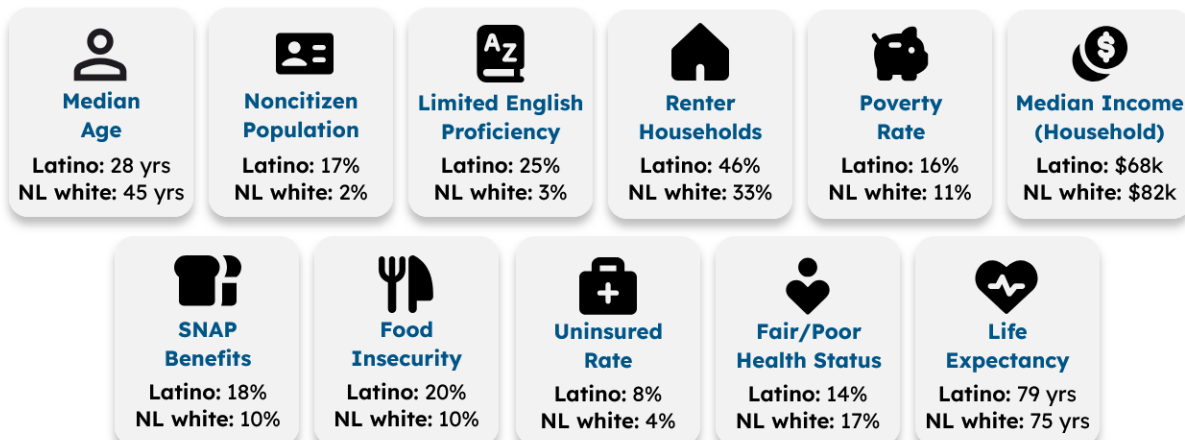 AZ
Median
Age
Latino: 28 yrs
NL white: 45 yrs
Noncitizen
Population
Latino: 17%
NL white: 2%
Limited English
Proficiency
Latino: 25%
NL white: 3%
Renter
Households
Latino: 46%
NL white: 33%
Poverty
Rate
Latino: 16%
NL white: 11%
$
Median Income
(Household)
Latino: $68k
NL white: $82k
SNAP
Benefits
Latino: 18%
NL white: 10%
Food
Insecurity
Latino: 20%
NL white: 10%
Uninsured
Rate
Latino: 8%
NL white: 4%
Fair/Poor
Health Status
Latino: 14%
NL white: 17%
Life
Expectancy
Latino: 79 yrs
NL white: 75 yrs